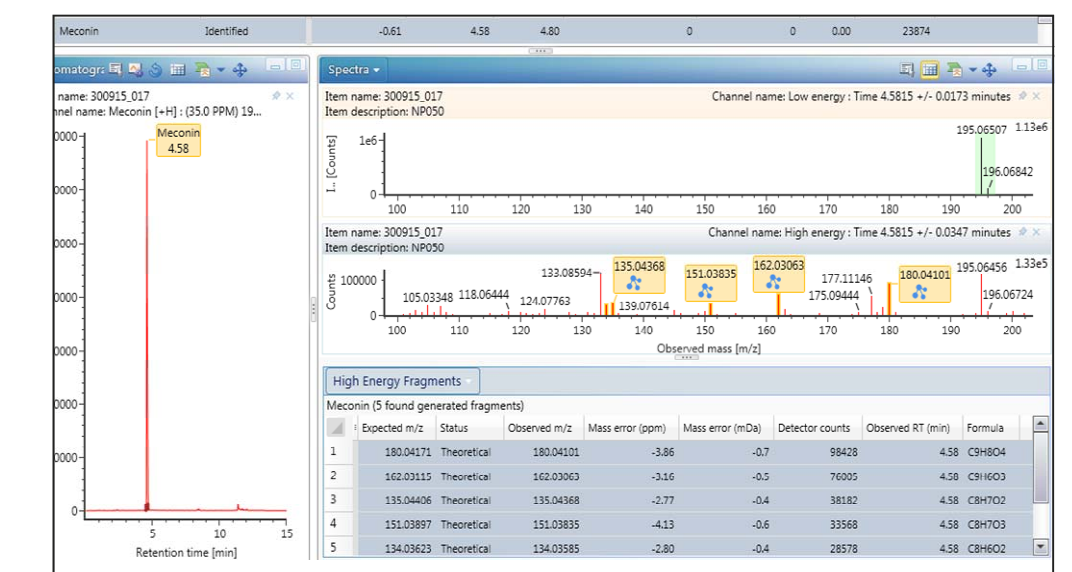 Meconin Identified -0.61 4.58 4.80 0 0 0.00 23874
omatogra
name: 300915_017
nnel name: Meconin [+H] : (35.0 PPM) 19...
0000
Meconin
4.58
0000
0000
0000
0000
0000
0000
0
5 10 15
Retention time [min]
Spectra
Item name: 300915_017 Channel name: Low energy : Time 4.5815 +/- 0.0173 minutes
Item description: NP050
I.. [Counts]
195.06507 1.13e6
1e6
196.06842
0
100 110 120 130 140 150 160 170 180 190 200
Item name: 300915_017 Channel name: High energy : Time 4.5815 +/- 0.0347 minutes
Item description: NP050
Counts
133.08594 135.04368 151.03835 162.03063 177.11146 180.04101 195.06456 1.33e5
100000
105.03348 118.06444 124.07763 139.07614 175.09444 196.06724
0
100 110 120 130 140 150 160 170 180 190 200
Observed mass [m/z]
High Energy Fragments
Meconin (5 found generated fragments)
Expected m/z Status Observed m/z Mass error (ppm) Mass error (mDa) Detector counts Observed RT (min) Formula
1 180.04171 Theoretical 180.04101 -3.86 -0.7 98428 4.58 C9H8O4
2 162.03115 Theoretical 162.03063 -3.16 -0.5 76005 4.58 C9H6O3
3 135.04406 Theoretical 135.04368 -2.77 -0.4 38182 4.58 C8H7O2
4 151.03897 Theoretical 151.03835 -4.13 -0.6 33568 4.58 C8H7O3
5 134.03623 Theoretical 134.03585 -2.80 -0.4 28578 4.58 C8H6O2